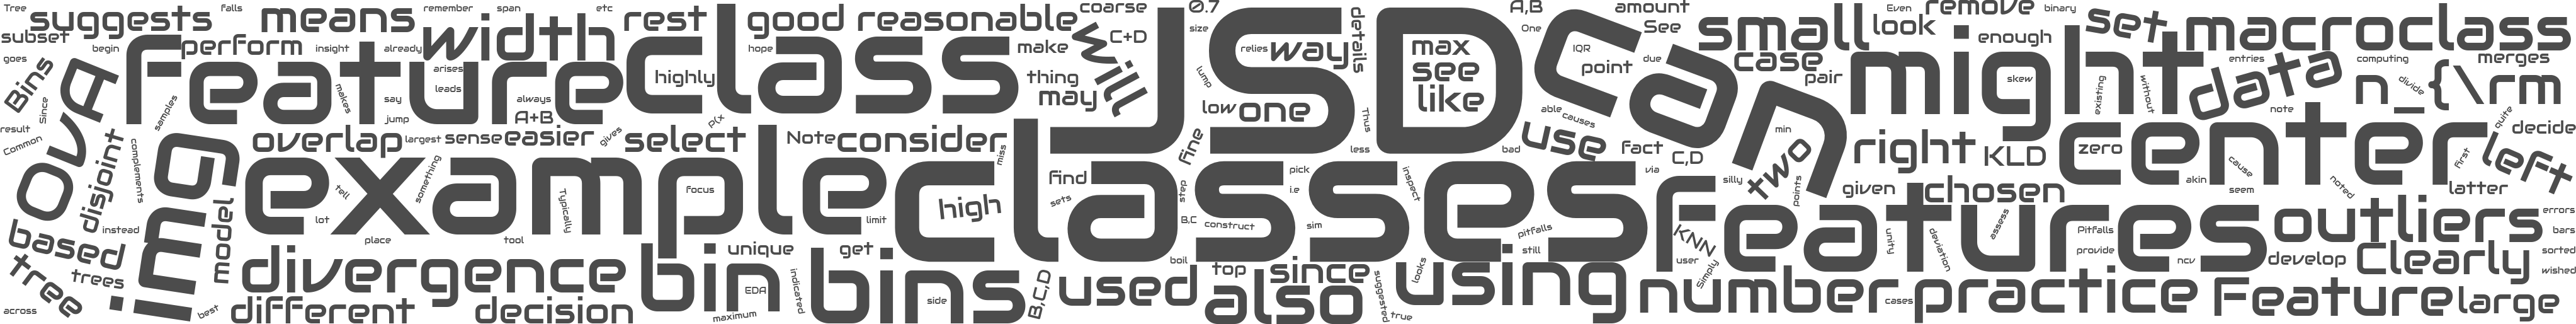 Tree suggests falls means remember span etc rest good reasonable coarse 0.7 A,B amount Even remove binary
subset begin perform insight already width class hope make C+D size relies way details One See small look enough set macroclass
goes Bins OvA feature arises highly thing may will JSD max see like can IQR point due case pair might skew data entries computing merges
Since samples makes say leads jump always A+B P(x lump low one Thus able causes existing without note divide n_{\rm
result Common disjoint complements img overlap largest sense easier gives select Note consider miss fine less bad use fact C,D min two right KLD center zero quite decide
tell something example Typically focus find sets step pick i.e inspect via silly points given chosen cause akin seem first left latter
based instead model lot limit high classes B,C construct sim pitfalls features assess deviation unity Pitfalls noted outliers errors bars
tree trees place tool divergence bin unique get bins boil top since looks still using KNN user Simply provide ncv develop Clearly sorted wished
across best different decision EDA maximum indicated side B,C,D used also suggested true number cases practice Feature large